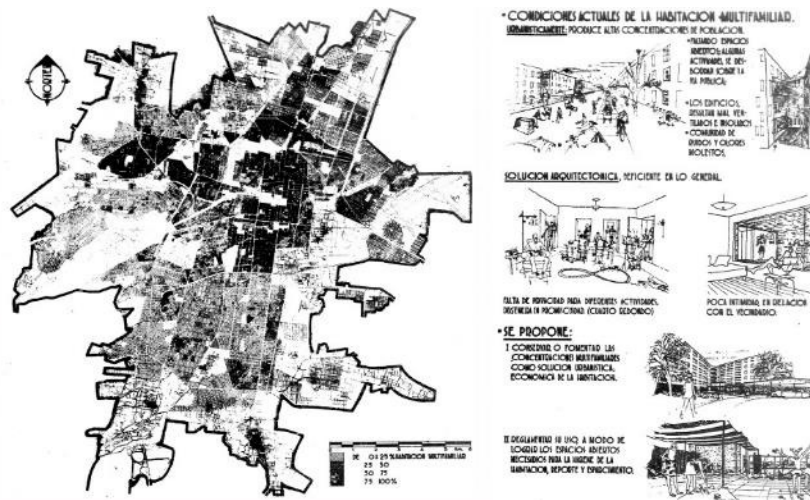 NORTE
KM.
DE 0 A 25 % HABITACION MULTIFAMILIAR
25 50
50 75
75 100%
•CONDICIONES ACTUALES DE LA HABITACION MULTIFAMILIAR.
URBANISTICAMENTE: PRODUCE ALTAS CONCENTRACIONES DE POBLACION.
•FALTANDO ESPACIOS
ABIERTOS, ALGUNAS
ACTIVIDADES, SE DES-
BORDAN SOBRE LA
VIA PUBLICA;
•LOS EDIFICIOS,
RESULTAN MAL VEN-
TILADOS E INSOLADOS
•COMUNIDAD DE
RUIDOS Y OLORES
MOLESTOS.
SOLUCION ARQUITECTONICA, DEFICIENTE EN LO GENERAL.
FALTA DE PRIVACIDAD PARA DIFERENTES ACTIVIDADES.
EN PROMISCUIDAD (CUARTO REDONDO)
POCA INTIMIDAD, EN RELACION
CON EL VECINDARIO.
•SE PROPONE:
I CONSERVAR, O FOMENTAR LAS
CONCENTRACIONES MULTIFAMILIARES
COMO SOLUCION URBANISTICA,
ECONOMICA DE LA HABITACION.
II REGLAMENTAR SU USO, A MODO DE
LOGRAR LOS ESPACIOS ABIERTOS
NECESARIOS PARA LA HIGIENE DE LA
HABITACION, DEPORTE Y ESPARCIMIENTO.